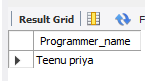 Result Grid F
Programmer_name
Teenu priya